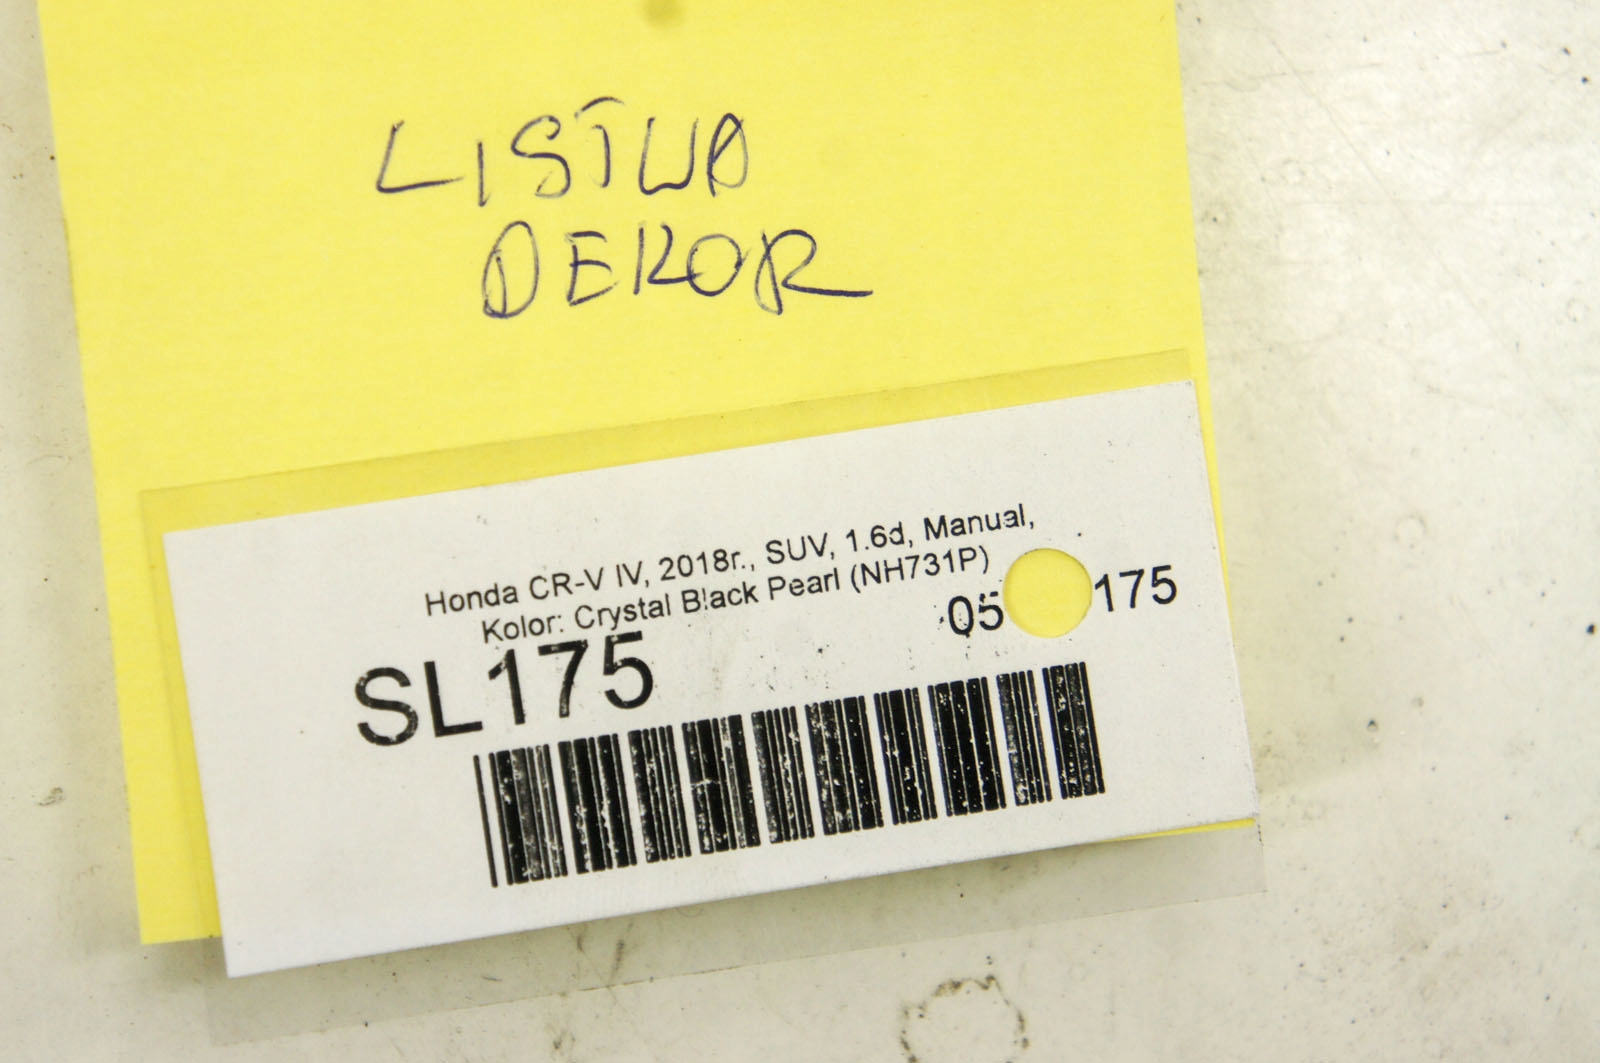 LISTWA
DEKOR
Honda CR-V IV, 2018r., SUV, 1.6d, Manual,
Kolor: Crystal Black Pearl (NH731P)
05 175
SL175